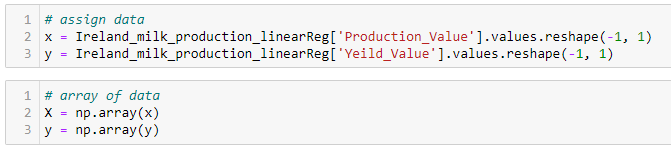 1 # assign data
2 x = Ireland_milk_production_linearReg['Production_Value'].values.reshape(-1, 1)
3 y = Ireland_milk_production_linearReg['Yeild_Value'].values.reshape(-1, 1)
1 # array of data
2 X = np.array(x)
3 y = np.array(y)